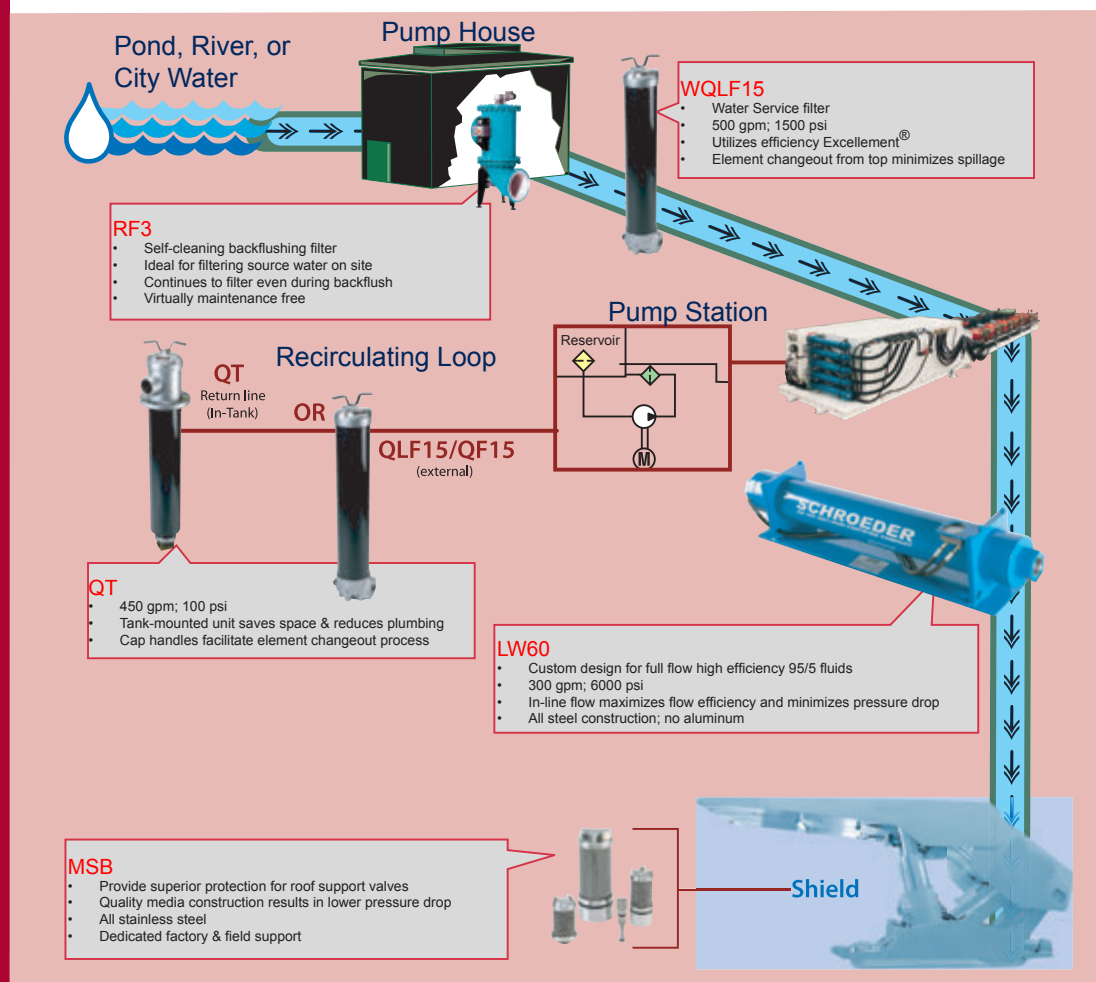 Pond, River, or
City Water
Pump House
WQLF15
• Water Service filter
• 500 gpm; 1500 psi
• Utilizes efficiency Excellement®
• Element changeout from top minimizes spillage
RF3
• Self-cleaning backflushing filter
• Ideal for filtering source water on site
• Continues to filter even during backflush
• Virtually maintenance free
Pump Station
Reservoir
M
Recirculating Loop
QT
Return line
(In-Tank)
OR
QLF15/QF15
(external)
SCHROEDER
QT
• 450 gpm; 100 psi
• Tank-mounted unit saves space & reduces plumbing
• Cap handles facilitate element changeout process
LW60
• Custom design for full flow high efficiency 95/5 fluids
• 300 gpm; 6000 psi
• In-line flow maximizes flow efficiency and minimizes pressure drop
• All steel construction; no aluminum
MSB
• Provide superior protection for roof support valves
• Quality media construction results in lower pressure drop
• All stainless steel
• Dedicated factory & field support
Shield